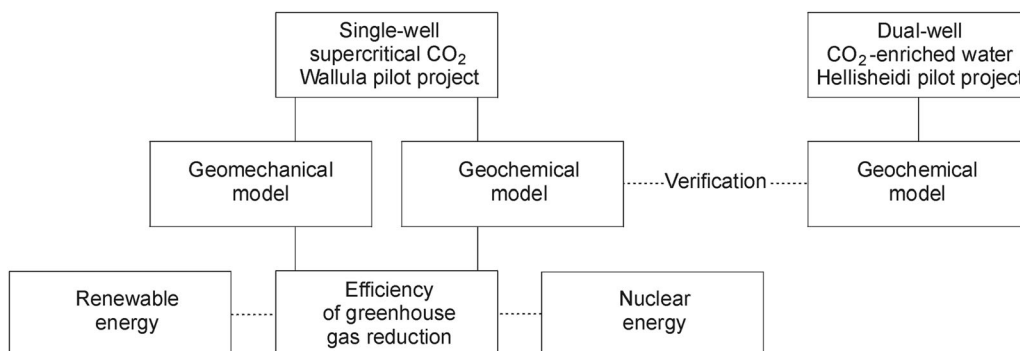 Single-well
supercritical CO₂
Wallula pilot project
Dual-well
CO₂-enriched water
Hellisheidi pilot project
Geomechanical
model
Geochemical
model
Verification
Geochemical
model
Renewable
energy
Efficiency
of greenhouse
gas reduction
Nuclear
energy